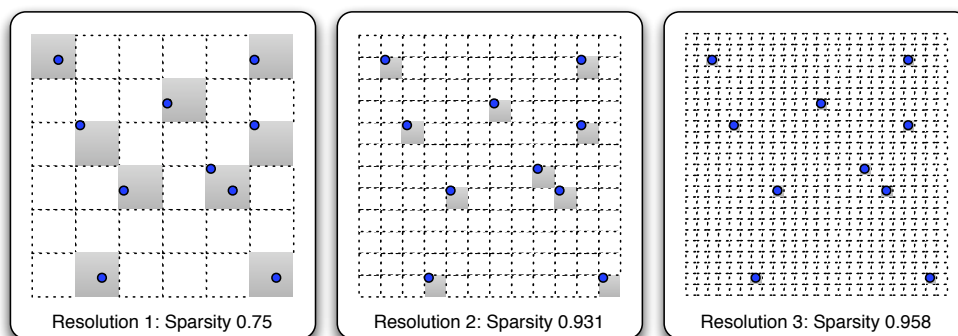 Resolution 1: Sparsity 0.75
Resolution 2: Sparsity 0.931
Resolution 3: Sparsity 0.958